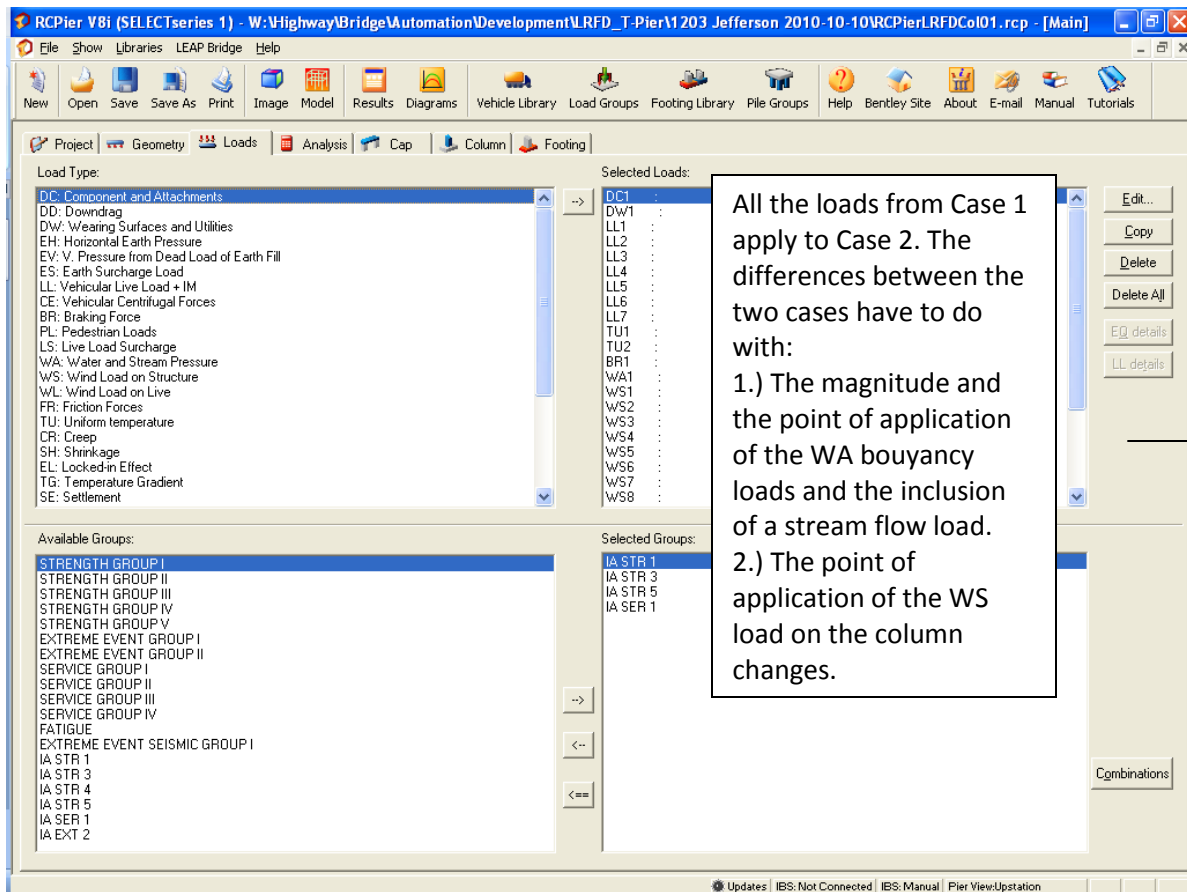 RCPier V8i (SELECTseries 1) - W:\Highway\Bridge\Automation\Development\LRFD_T-Pier\1203 Jefferson 2010-10-10\RCPierLRFDCol01.rcp - [Main]
File Show Libraries LEAP Bridge Help
New Open Save Save As Print Image Model Results Diagrams Vehicle Library Load Groups Footing Library Pile Groups Help Bentley Site About E-mail Manual Tutorials
Project Geometry Loads Analysis Cap Column Footing
Load Type:
DC: Component and Attachments
DD: Downdrag
DW: Wearing Surfaces and Utilities
EH: Horizontal Earth Pressure
EV: V. Pressure from Dead Load of Earth Fill
ES: Earth Surcharge Load
LL: Vehicular Live Load + IM
CE: Vehicular Centrifugal Forces
BR: Braking Force
PL: Pedestrian Loads
LS: Live Load Surcharge
WA: Water and Stream Pressure
WS: Wind Load on Structure
WL: Wind Load on Live
FR: Friction Forces
TU: Uniform temperature
CR: Creep
SH: Shrinkage
EL: Locked-in Effect
TG: Temperature Gradient
SE: Settlement
-->
Selected Loads:
DC1 :
DW1 :
LL1 :
LL2 :
LL3 :
LL4 :
LL5 :
LL6 :
LL7 :
TU1 :
TU2 :
BR1 :
WA1 :
WS1 :
WS2 :
WS3 :
WS4 :
WS5 :
WS6 :
WS7 :
WS8 :
All the loads from Case 1
apply to Case 2. The
differences between the
two cases have to do
with:
1.) The magnitude and
the point of application
of the WA bouyancy
loads and the inclusion
of a stream flow load.
2.) The point of
application of the WS
load on the column
changes.
Edit...
Copy
Delete
Delete All
EQ details
LL details
Available Groups:
STRENGTH GROUP I
STRENGTH GROUP II
STRENGTH GROUP III
STRENGTH GROUP IV
STRENGTH GROUP V
EXTREME EVENT GROUP I
EXTREME EVENT GROUP II
SERVICE GROUP I
SERVICE GROUP II
SERVICE GROUP III
SERVICE GROUP IV
FATIGUE
EXTREME EVENT SEISMIC GROUP I
IA STR 1
IA STR 3
IA STR 4
IA STR 5
IA SER 1
IA EXT 2
-->
<--
<==
Selected Groups:
IA STR 1
IA STR 3
IA STR 5
IA SER 1
Combinations
Updates IBS: Not Connected IBS: Manual Pier View:Upstation